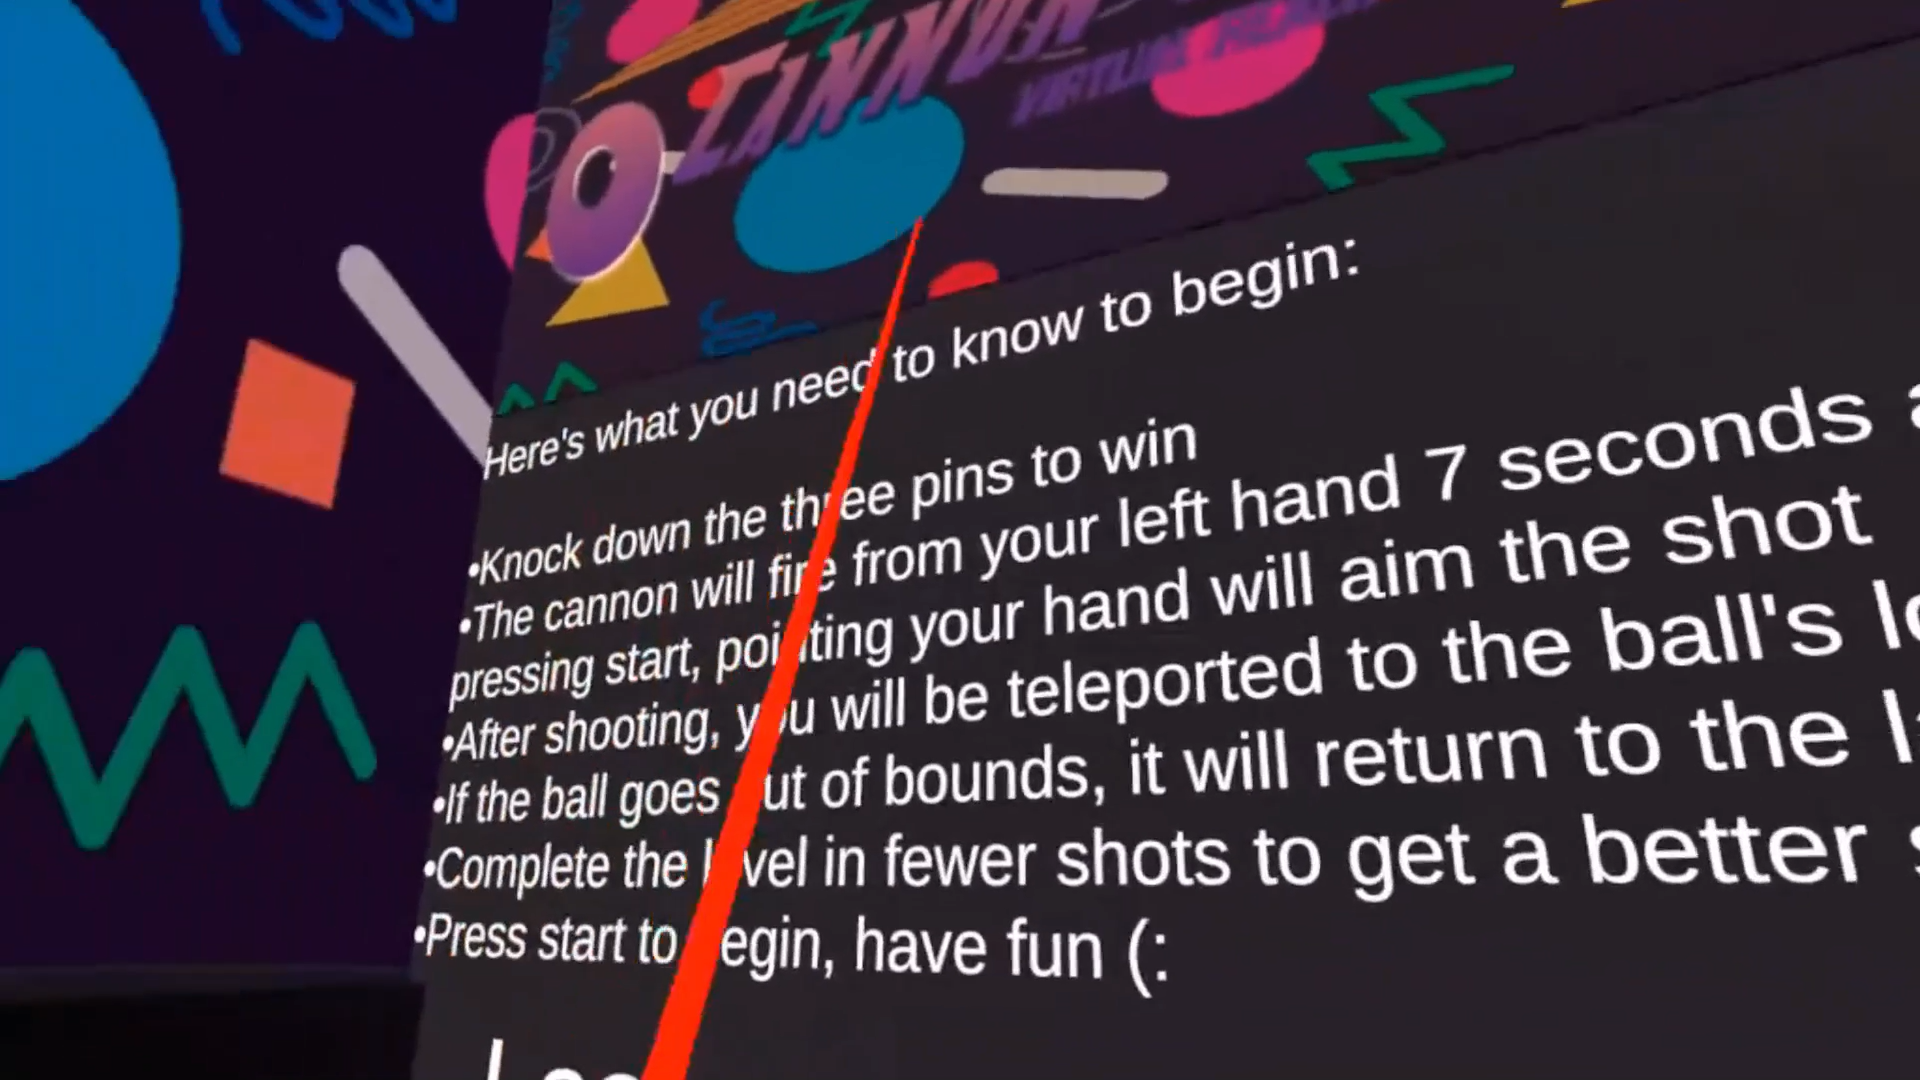 CANNON
VIRTUAL REALITY
Here's what you need to know to begin:
•Knock down the three pins to win
•The cannon will fire from your left hand 7 seconds
pressing start, pointing your hand will aim the shot
•After shooting, you will be teleported to the ball's
•If the ball goes out of bounds, it will return to the
•Complete the level in fewer shots to get a better
•Press start to begin, have fun (: